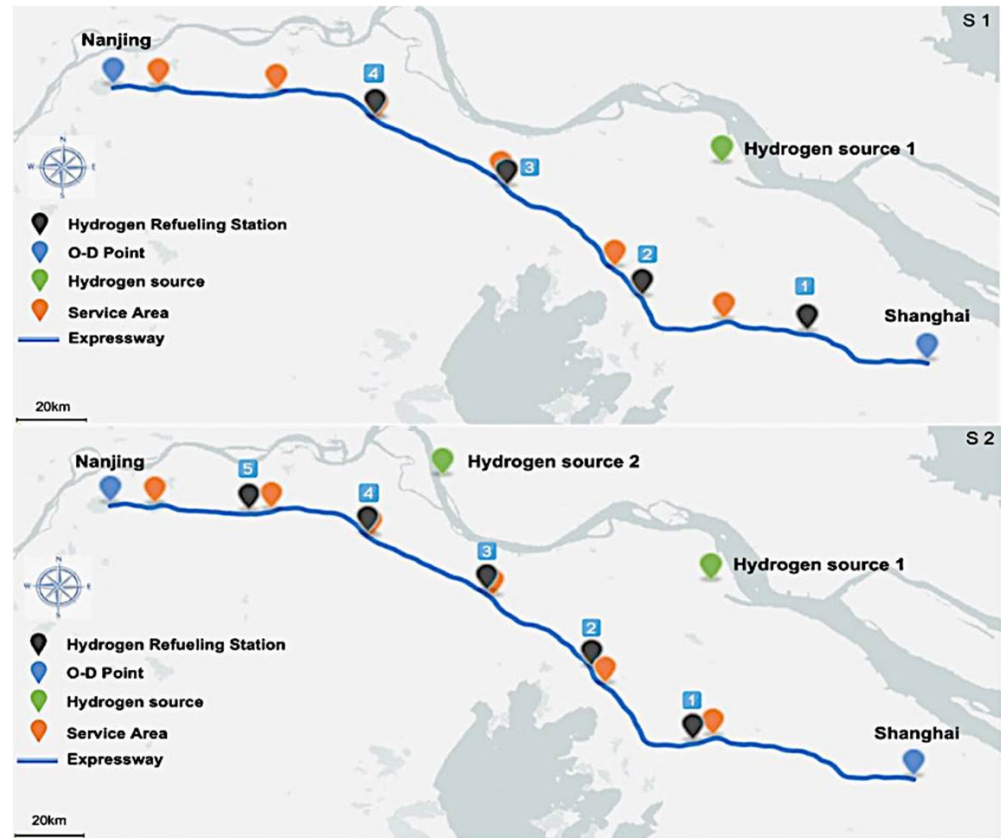 S 1
Nanjing
4
Hydrogen source 1
3
N
W E
S
Hydrogen Refueling Station
O-D Point
2
Hydrogen source
1
Service Area
Shanghai
Expressway
20km
S 2
Nanjing
Hydrogen source 2
5
4
3
Hydrogen source 1
N
W E
S
2
Hydrogen Refueling Station
O-D Point
Hydrogen source
1
Service Area
Shanghai
Expressway
20km